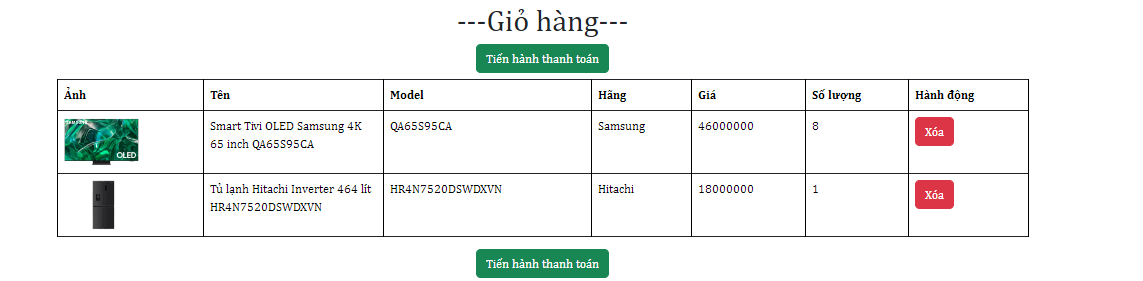 ---Giỏ hàng---
Tiến hành thanh toán
Ảnh Tên Model Hãng Giá Số lượng Hành động
SAMSUNG OLED Smart Tivi OLED Samsung 4K QA65S95CA Samsung 46000000 8 Xóa
65 inch QA65S95CA
Tủ lạnh Hitachi Inverter 464 lít HR4N7520DSWDXVN Hitachi 18000000 1 Xóa
HR4N7520DSWDXVN
Tiến hành thanh toán